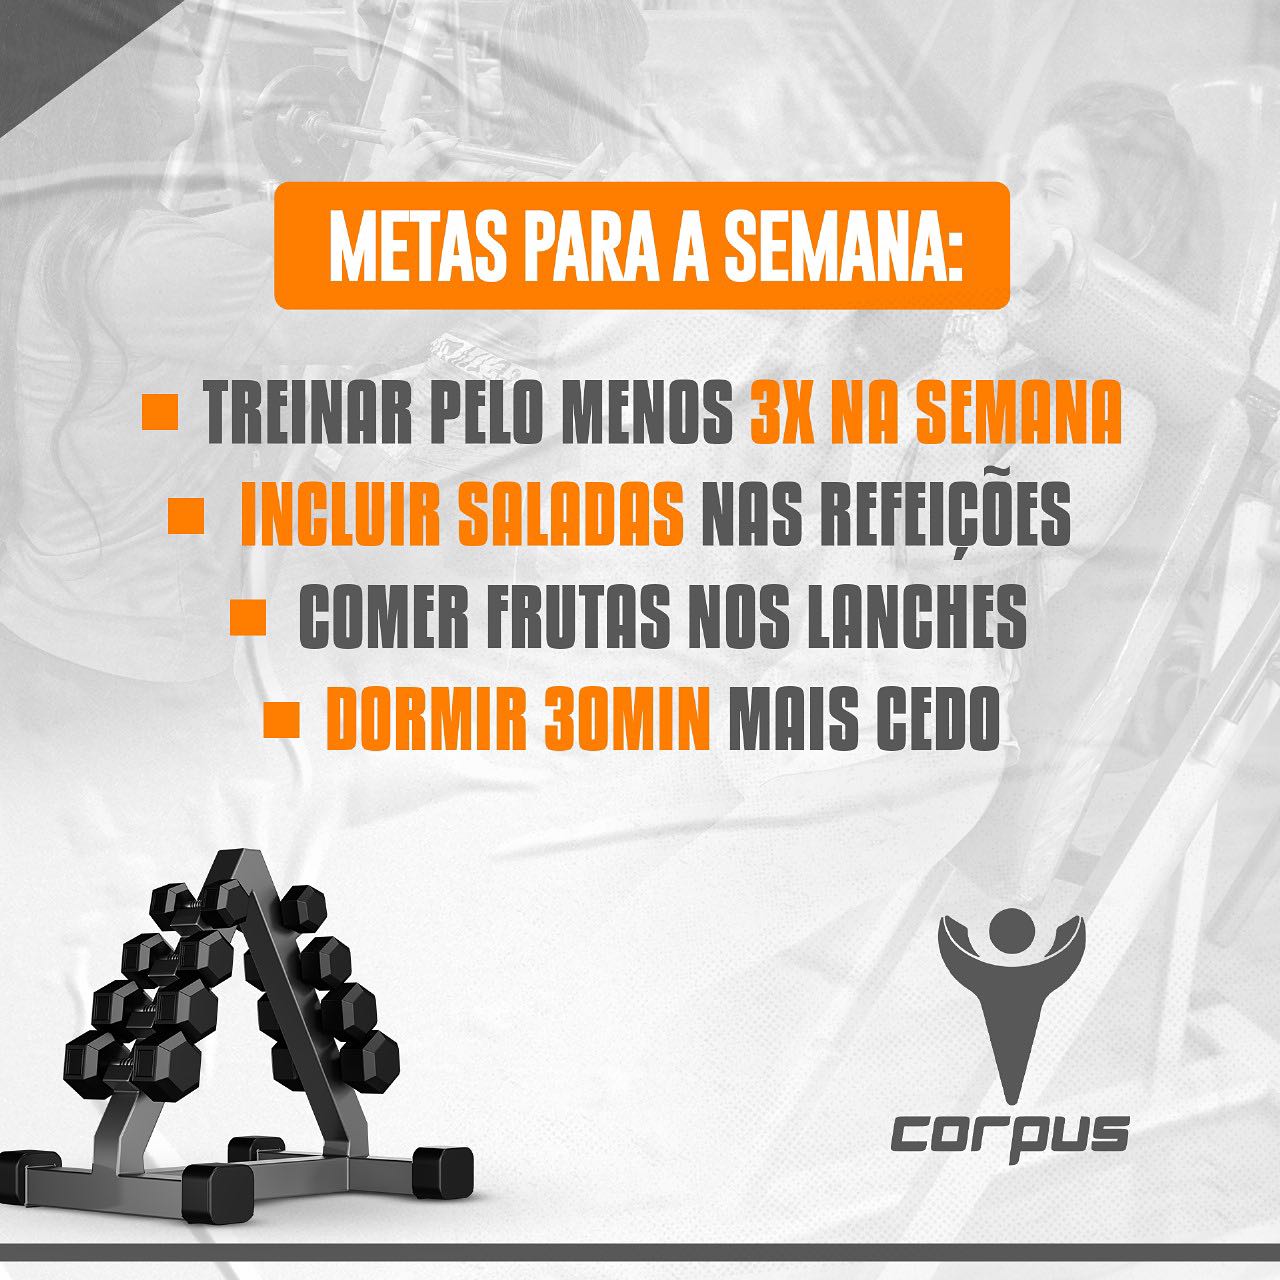 METAS PARA A SEMANA:
TREINAR PELO MENOS 3X NA SEMANA
INCLUIR SALADAS NAS REFEIÇÕES
COMER FRUTAS NOS LANCHES
DORMIR 30MIN MAIS CEDO
corpus